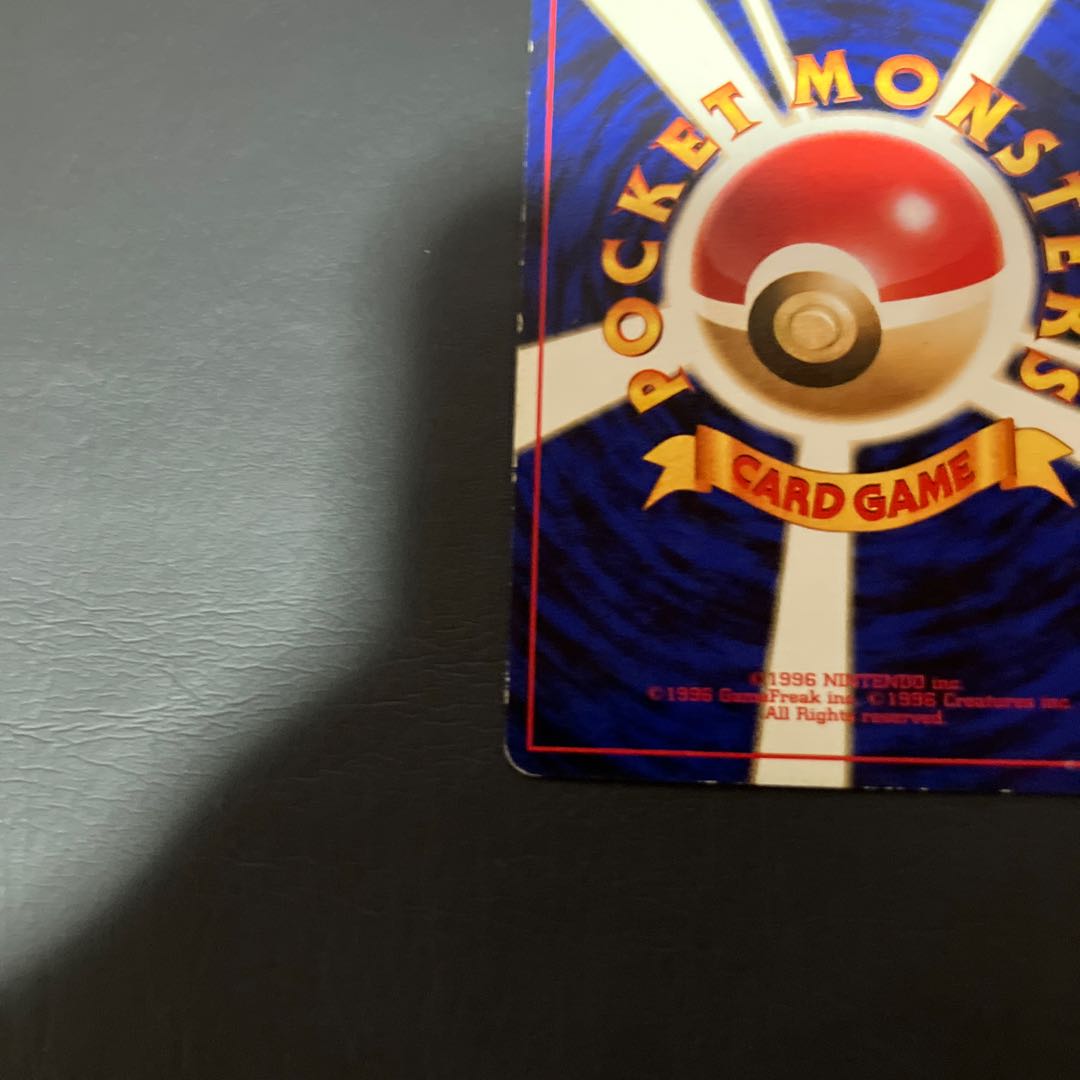 POCKET MONSTERS
CARD GAME
©1996 NINTENDO inc.
©1996 GameFreak inc. ©1996 Creatures inc.
All Rights reserved.